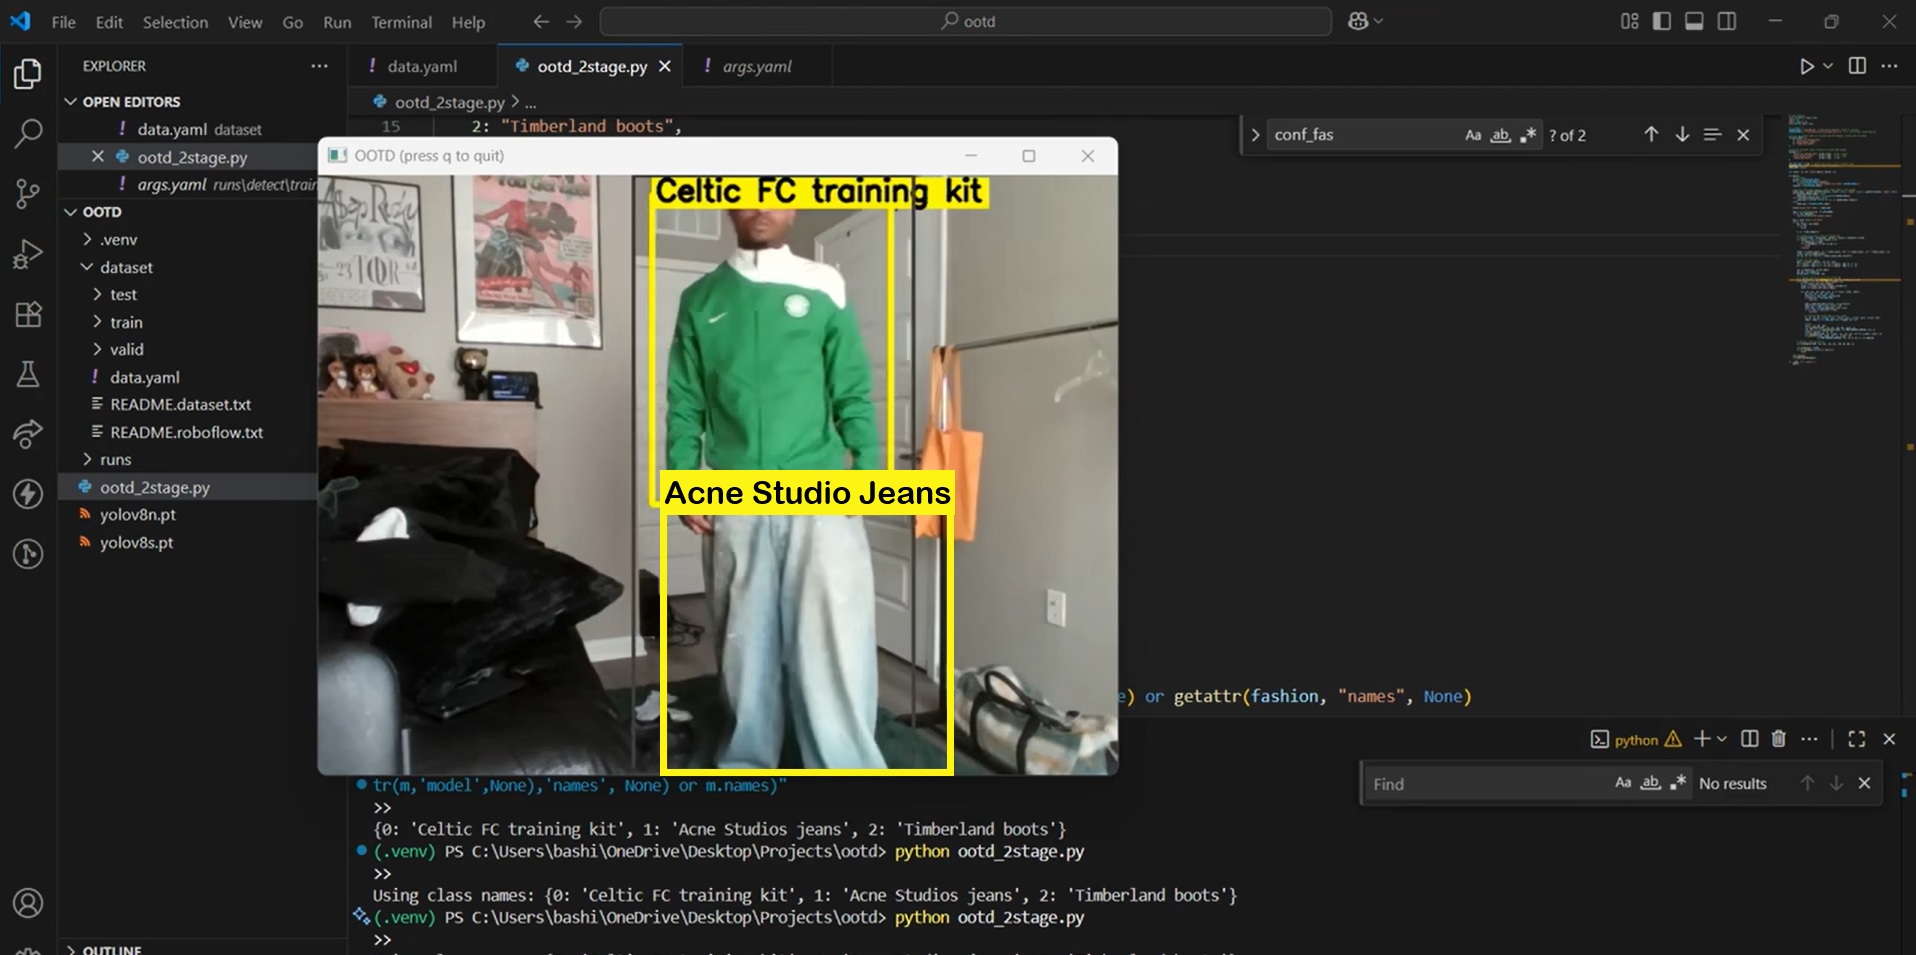 File Edit Selection View Go Run Terminal Help
ootd
EXPLORER
OPEN EDITORS
data.yaml dataset
ootd_2stage.py
args.yaml runs\detect\train
OOTD
.venv
dataset
test
train
valid
data.yaml
README.dataset.txt
README.roboflow.txt
runs
ootd_2stage.py
yolov8n.pt
yolov8s.pt
OUTLINE
data.yaml
ootd_2stage.py
args.yaml
ootd_2stage.py > ...
15 2: "Timberland boots",
conf_fas
Aa ab
? of 2
OOTD (press q to quit)
Celtic FC training kit
Acne Studio Jeans
e) or getattr(fashion, "names", None)
python
Find
Aa ab
No results
tr(m,'model',None),'names', None) or m.names)"
>>
{0: 'Celtic FC training kit', 1: 'Acne Studios jeans', 2: 'Timberland boots'}
(.venv) PS C:\Users\bashi\OneDrive\Desktop\Projects\ootd> python ootd_2stage.py
>>
Using class names: {0: 'Celtic FC training kit', 1: 'Acne Studios jeans', 2: 'Timberland boots'}
(.venv) PS C:\Users\bashi\OneDrive\Desktop\Projects\ootd> python ootd_2stage.py
>>